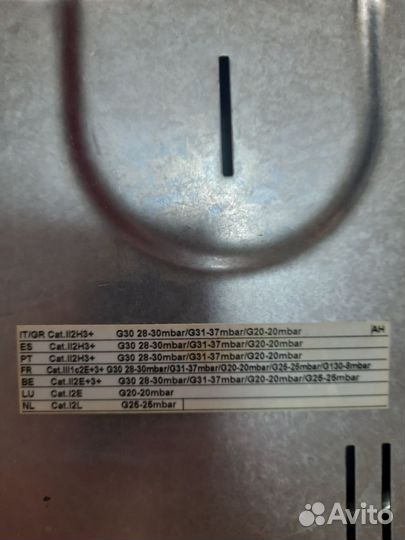 IT/GR Cat.II2H3+ G30 28-30mbar/G31-37mbar/G20-20mbar AH
ES Cat.II2H3+ G30 28-30mbar/G31-37mbar/G20-20mbar
PT Cat.II2H3+ G30 28-30mbar/G31-37mbar/G20-20mbar
FR Cat.III1c2E+3+ G30 28-30mbar/G31-37mbar/G20-20mbar/G25-25mbar/G130-8mbar
BE Cat.II2E+3+ G30 28-30mbar/G31-37mbar/G20-20mbar/G25-25mbar
LU Cat.I2E G20-20mbar
NL Cat.I2L G25-25mbar
Avito